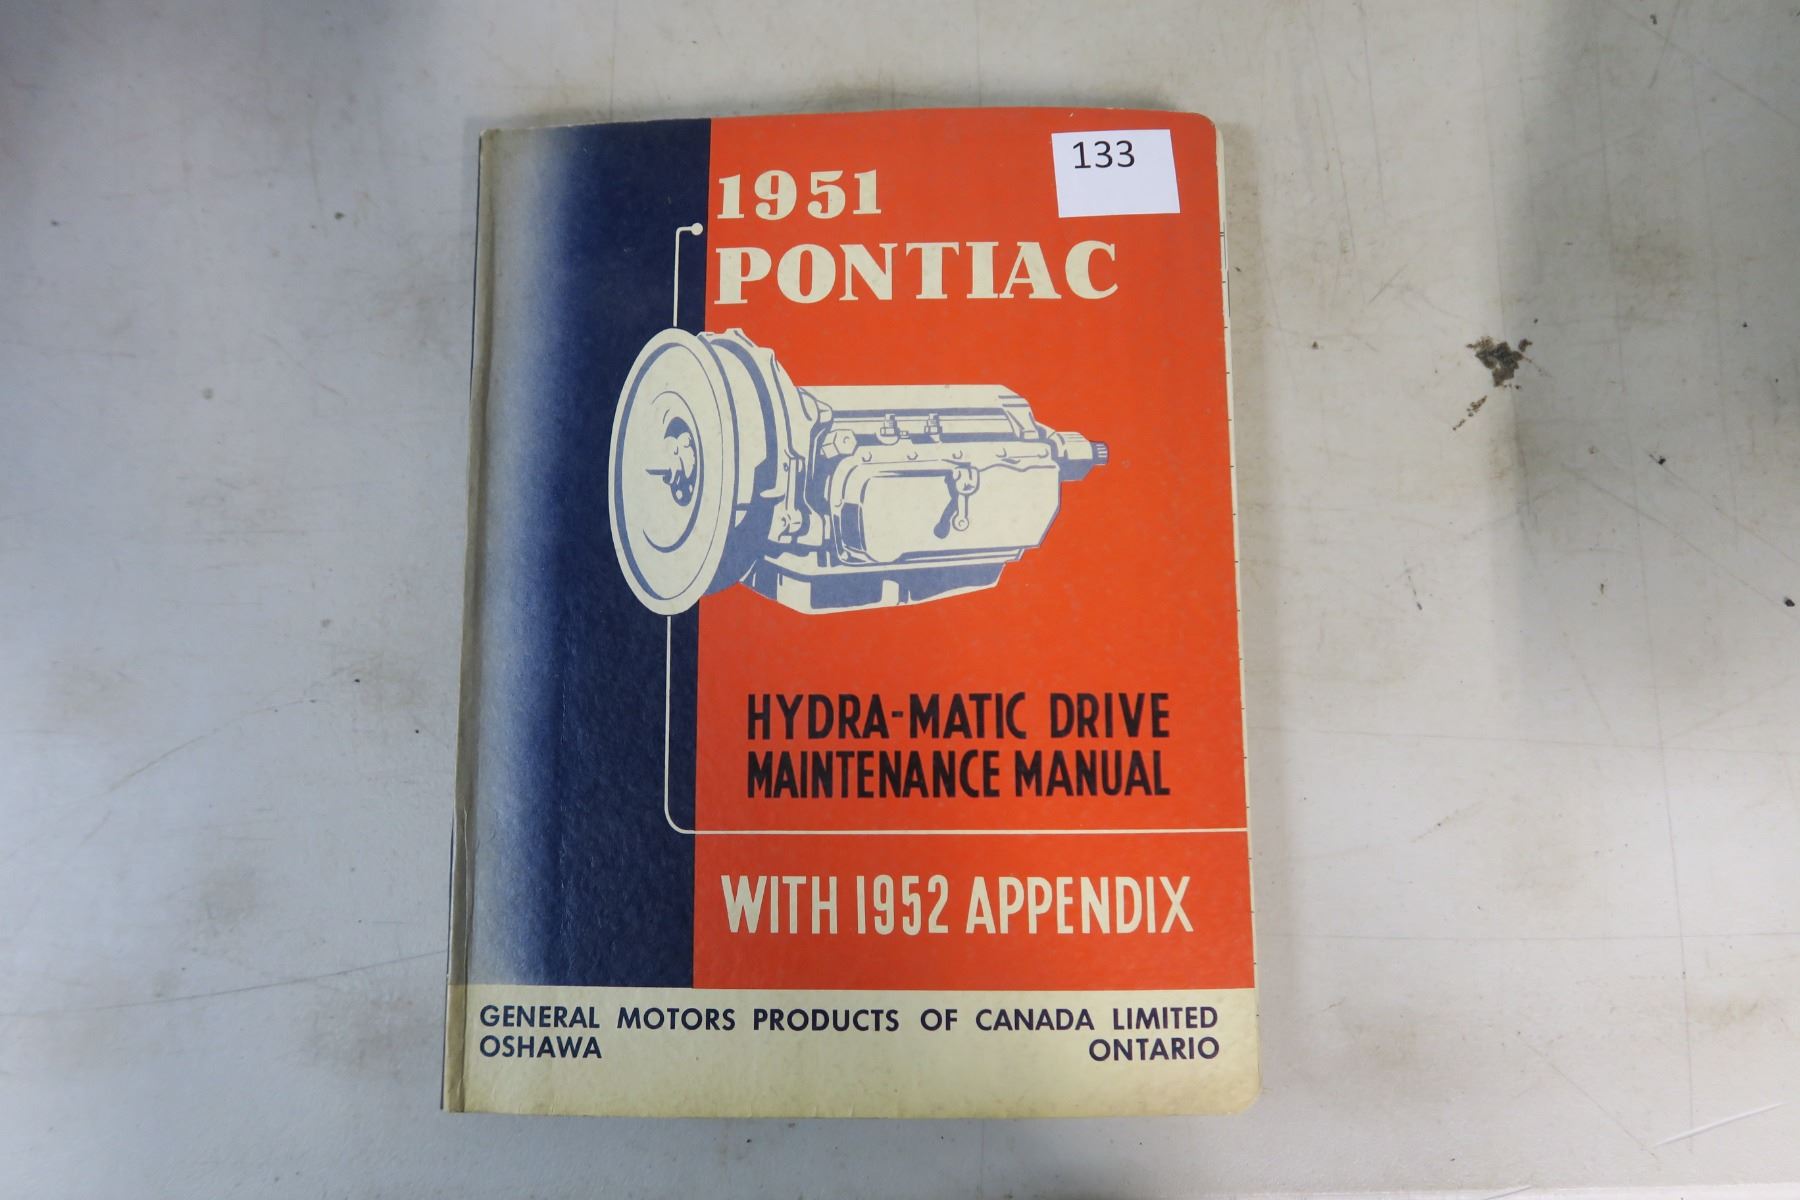 133
1951
PONTIAC
HYDRA-MATIC DRIVE
MAINTENANCE MANUAL
WITH 1952 APPENDIX
GENERAL MOTORS PRODUCTS OF CANADA LIMITED
OSHAWA ONTARIO